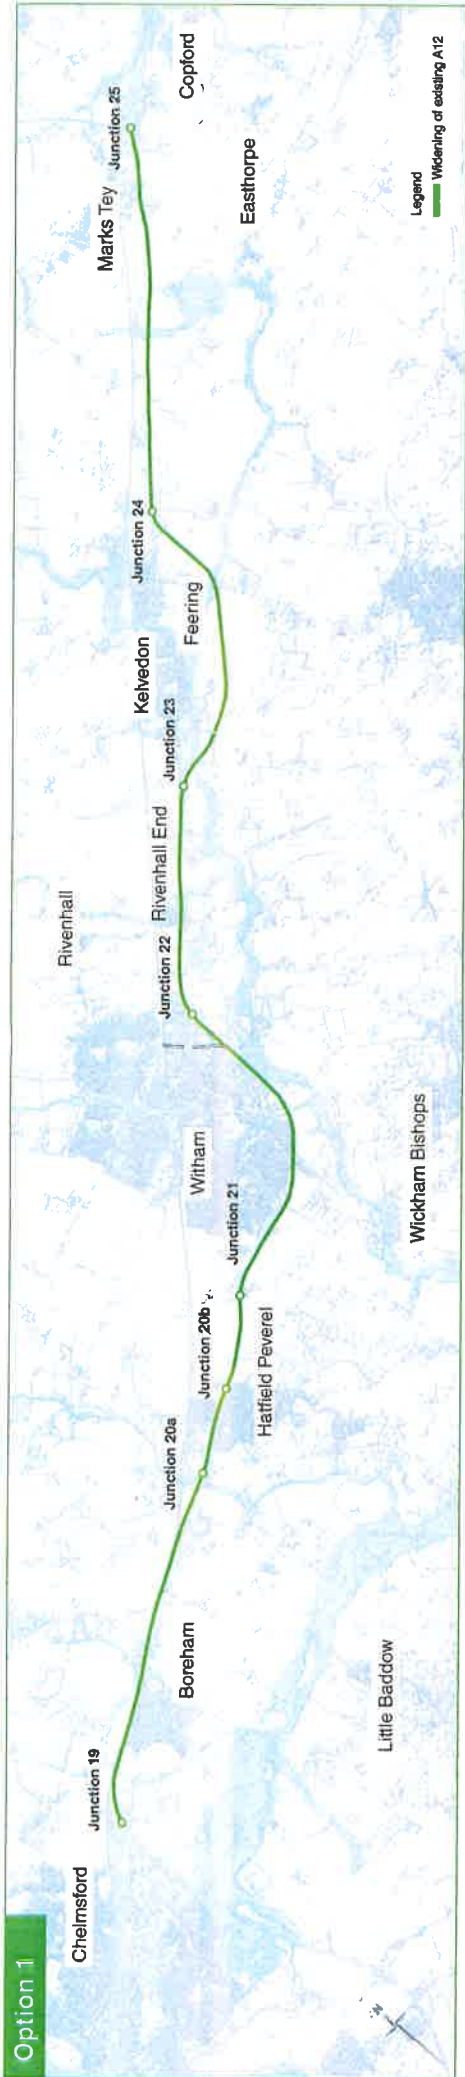 Option 1
Chelmsford
Junction 19
Boreham
Little Baddow
Junction 20a
Junction 20b
Hatfield Peverel
Junction 21
Witham
Wickham Bishops
Junction 22
Rivenhall
Rivenhall End
Junction 23
Kelvedon
Feering
Junction 24
Marks Tey
Junction 25
Copford
Easthorpe
Legend
Widening of existing A12
N